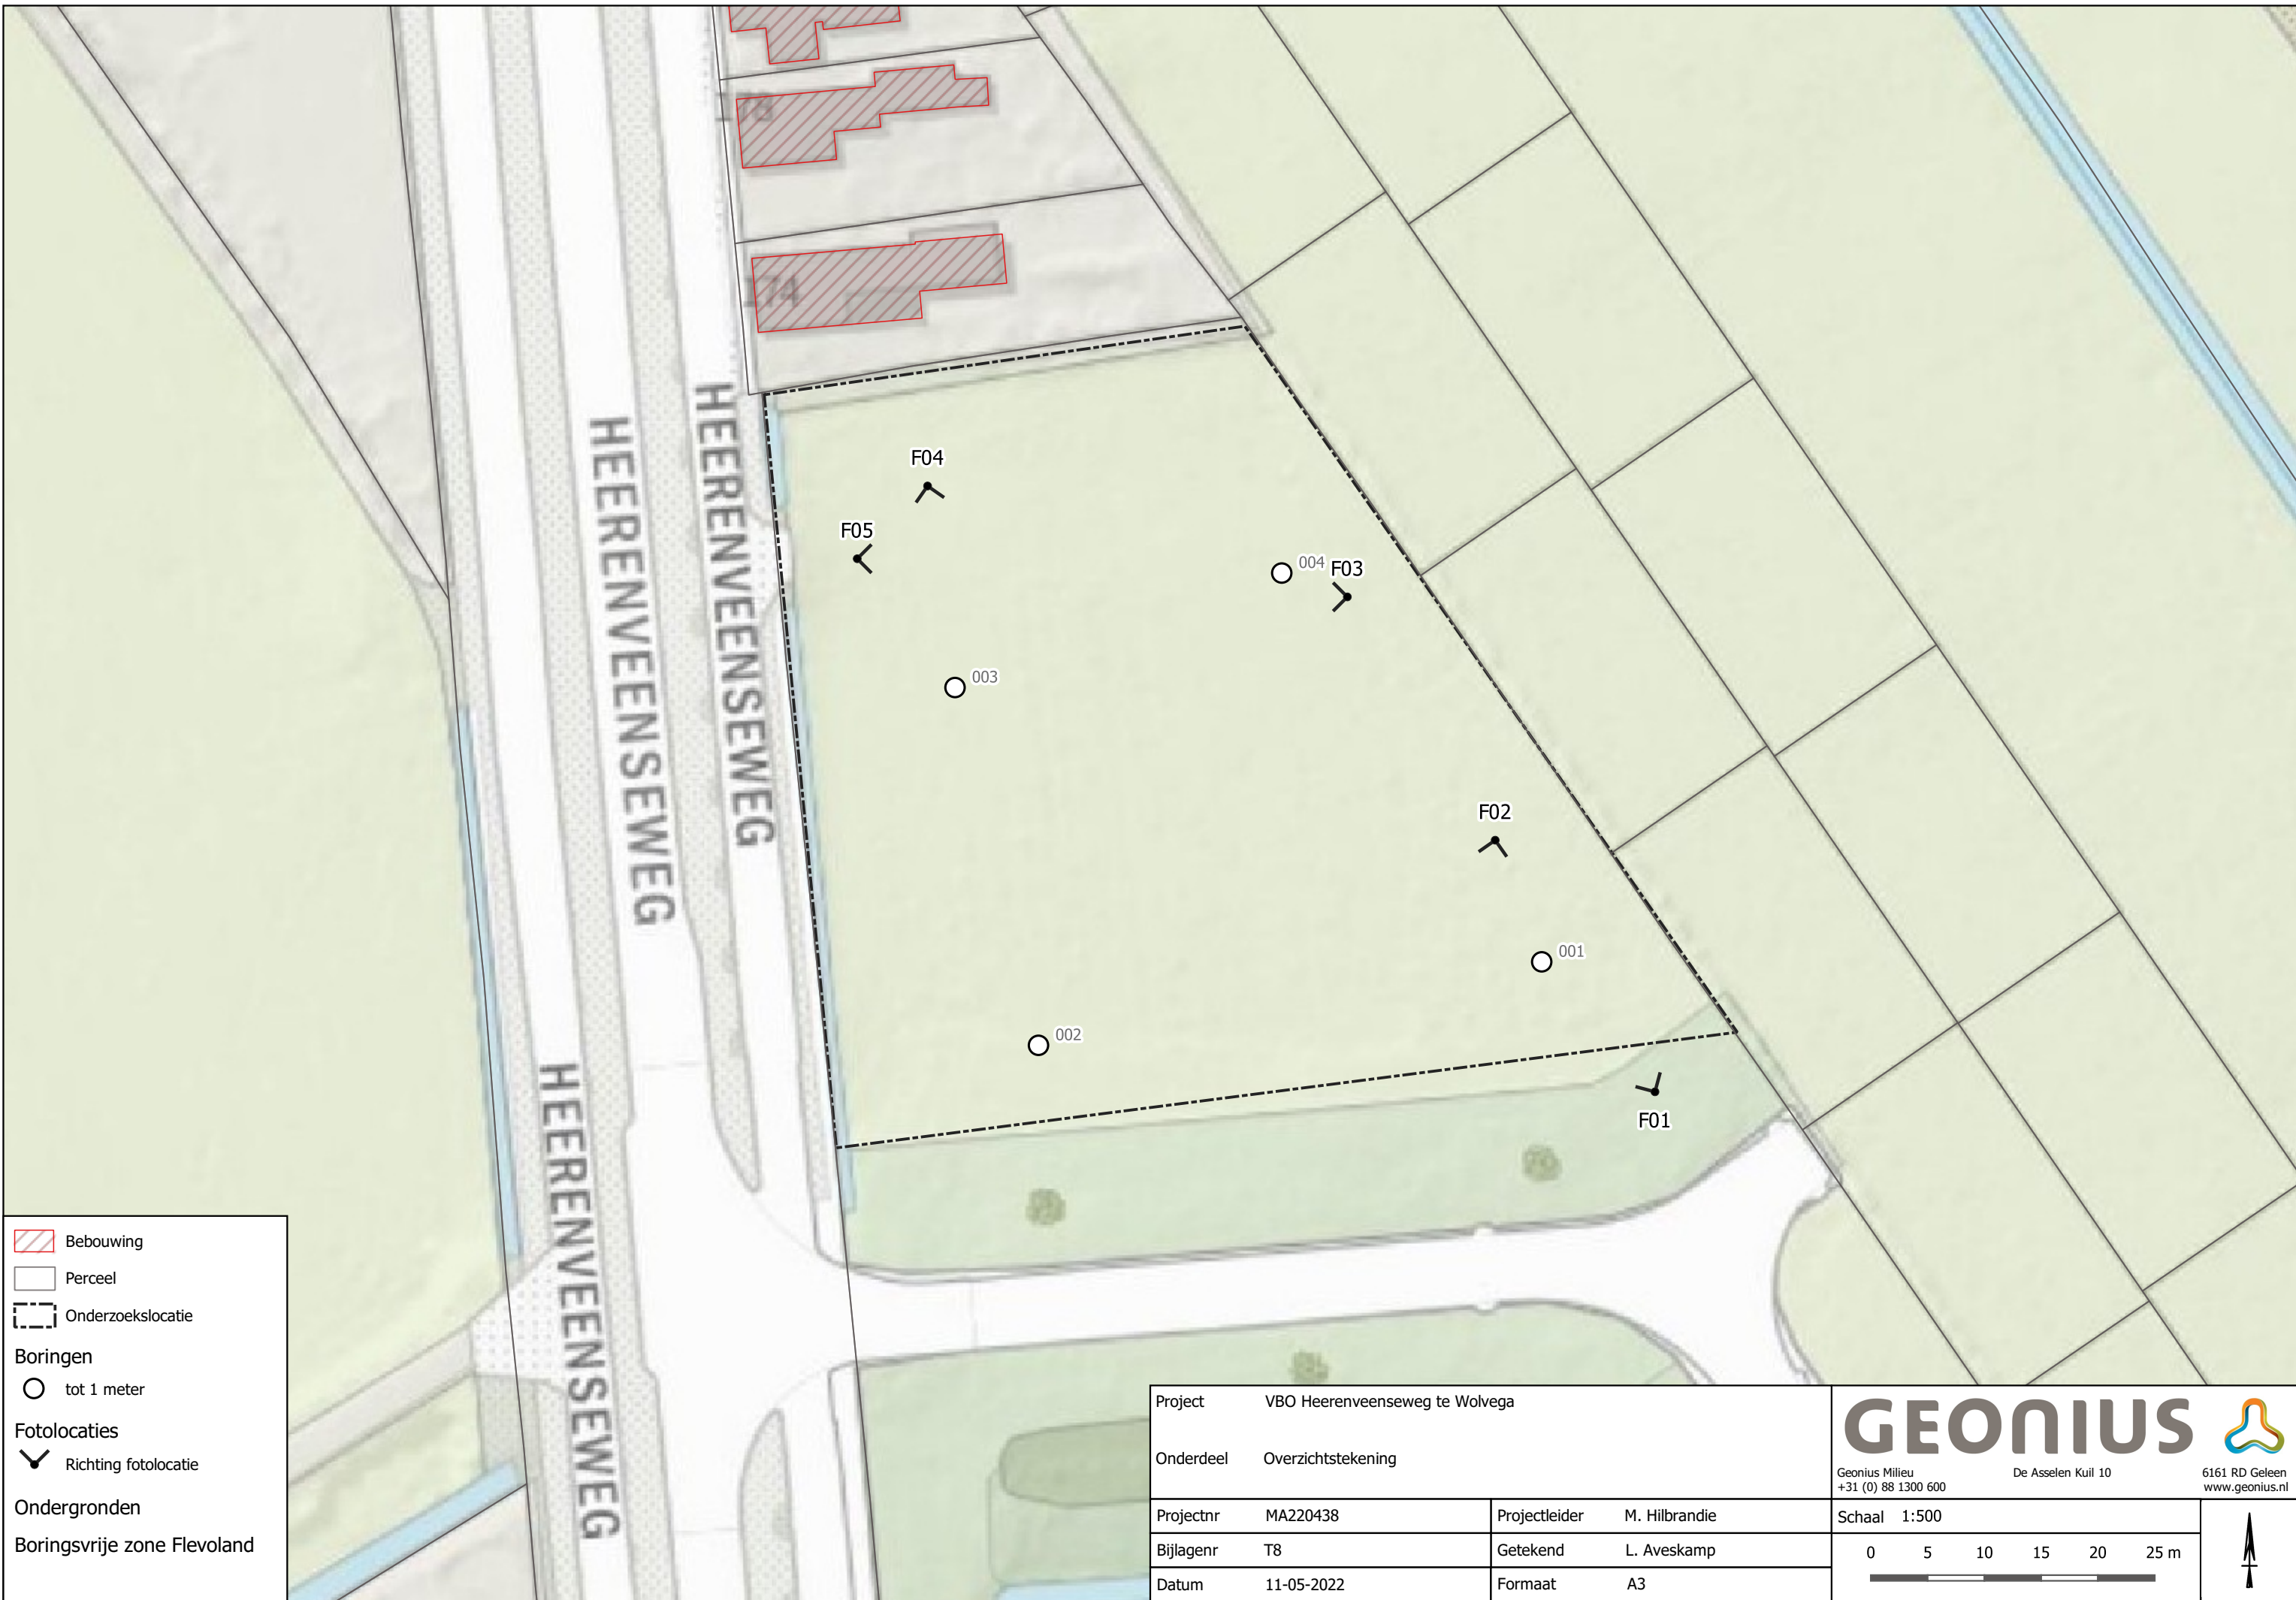 178
174
HEERENVEENSEWEG
HEERENVEENSEWEG
HEERENVEENSEWEG
F04
F05
004
F03
003
F02
001
002
F01
Bebouwing
Perceel
Onderzoekslocatie
Boringen
tot 1 meter
Fotolocaties
Richting fotolocatie
Ondergronden
Boringsvrije zone Flevoland
Project VBO Heerenveenseweg te Wolvega
Onderdeel Overzichtstekening
Projectnr MA220438 Projectleider M. Hilbrandie
Bijlagenr T8 Getekend L. Aveskamp
Datum 11-05-2022 Formaat A3
GEONIUS
Geonius Milieu De Asselen Kuil 10 6161 RD Geleen
+31 (0) 88 1300 600 www.geonius.nl
Schaal 1:500
0 5 10 15 20 25 m